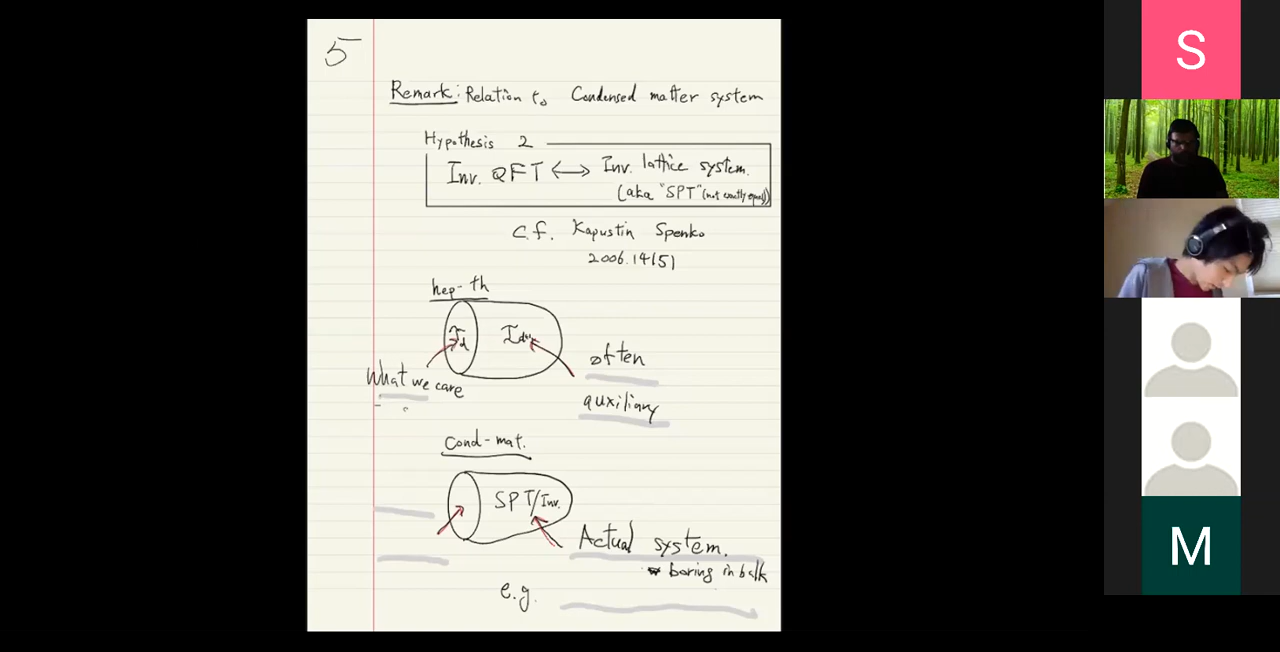 5
Remark: Relation to Condensed matter system
Hypothesis 2
Inv. QFT ↔ Inv. lattice system.
(aka "SPT" (not exactly equal))
c.f. Kapustin Spenko
2006.14151
hep-th
What we care
often
auxiliary
Cond-mat.
SPT/Inv.
Actual system.
boring in bulk
e.g.
S
M